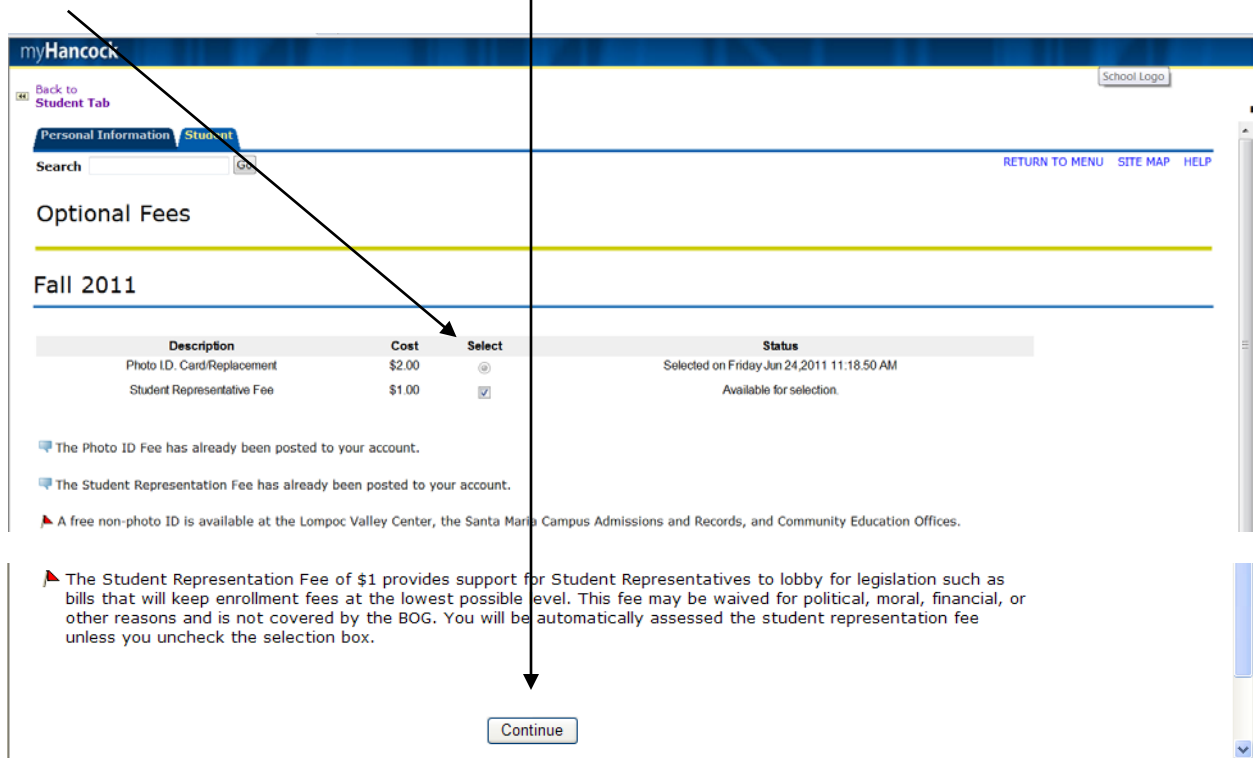 myHancock
School Logo
Back to
Student Tab
Personal Information Student
Search Go RETURN TO MENU SITE MAP HELP
Optional Fees
Fall 2011
Description Cost Select Status
Photo I.D. Card/Replacement $2.00 Selected on Friday Jun 24,2011 11:18.50 AM
Student Representative Fee $1.00 Available for selection.
The Photo ID Fee has already been posted to your account.
The Student Representation Fee has already been posted to your account.
A free non-photo ID is available at the Lompoc Valley Center, the Santa Maria Campus Admissions and Records, and Community Education Offices.
The Student Representation Fee of $1 provides support for Student Representatives to lobby for legislation such as
bills that will keep enrollment fees at the lowest possible level. This fee may be waived for political, moral, financial, or
other reasons and is not covered by the BOG. You will be automatically assessed the student representation fee
unless you uncheck the selection box.
Continue